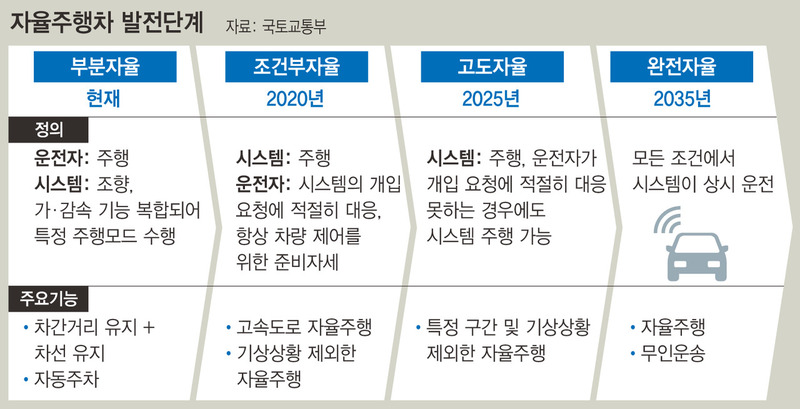 자율주행차 발전단계 자료: 국토교통부
부분자율
현재
조건부자율
2020년
고도자율
2025년
완전자율
2035년
정의
운전자: 주행
시스템: 조향,
가·감속 기능 복합되어
특정 주행모드 수행
시스템: 주행
운전자: 시스템의 개입
요청에 적절히 대응,
항상 차량 제어를
위한 준비자세
시스템: 주행, 운전자가
개입 요청에 적절히 대응
못하는 경우에도
시스템 주행 가능
모든 조건에서
시스템이 상시 운전
주요기능
• 차간거리 유지 +
차선 유지
• 자동주차
• 고속도로 자율주행
• 기상상황 제외한
자율주행
• 특정 구간 및 기상상황
제외한 자율주행
• 자율주행
• 무인운송